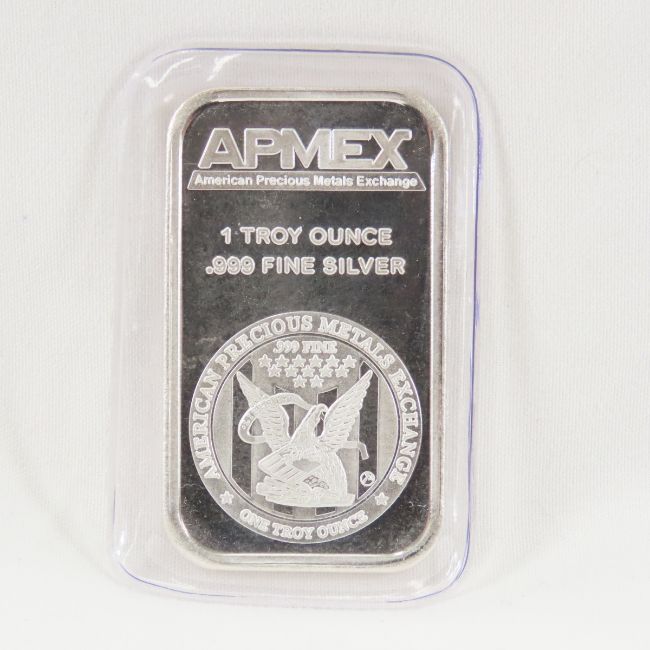 APMEX
American Precious Metals Exchange
1 TROY OUNCE
.999 FINE SILVER
AMERICAN PRECIOUS METALS EXCHANGE
.999 FINE
ONE TROY OUNCE